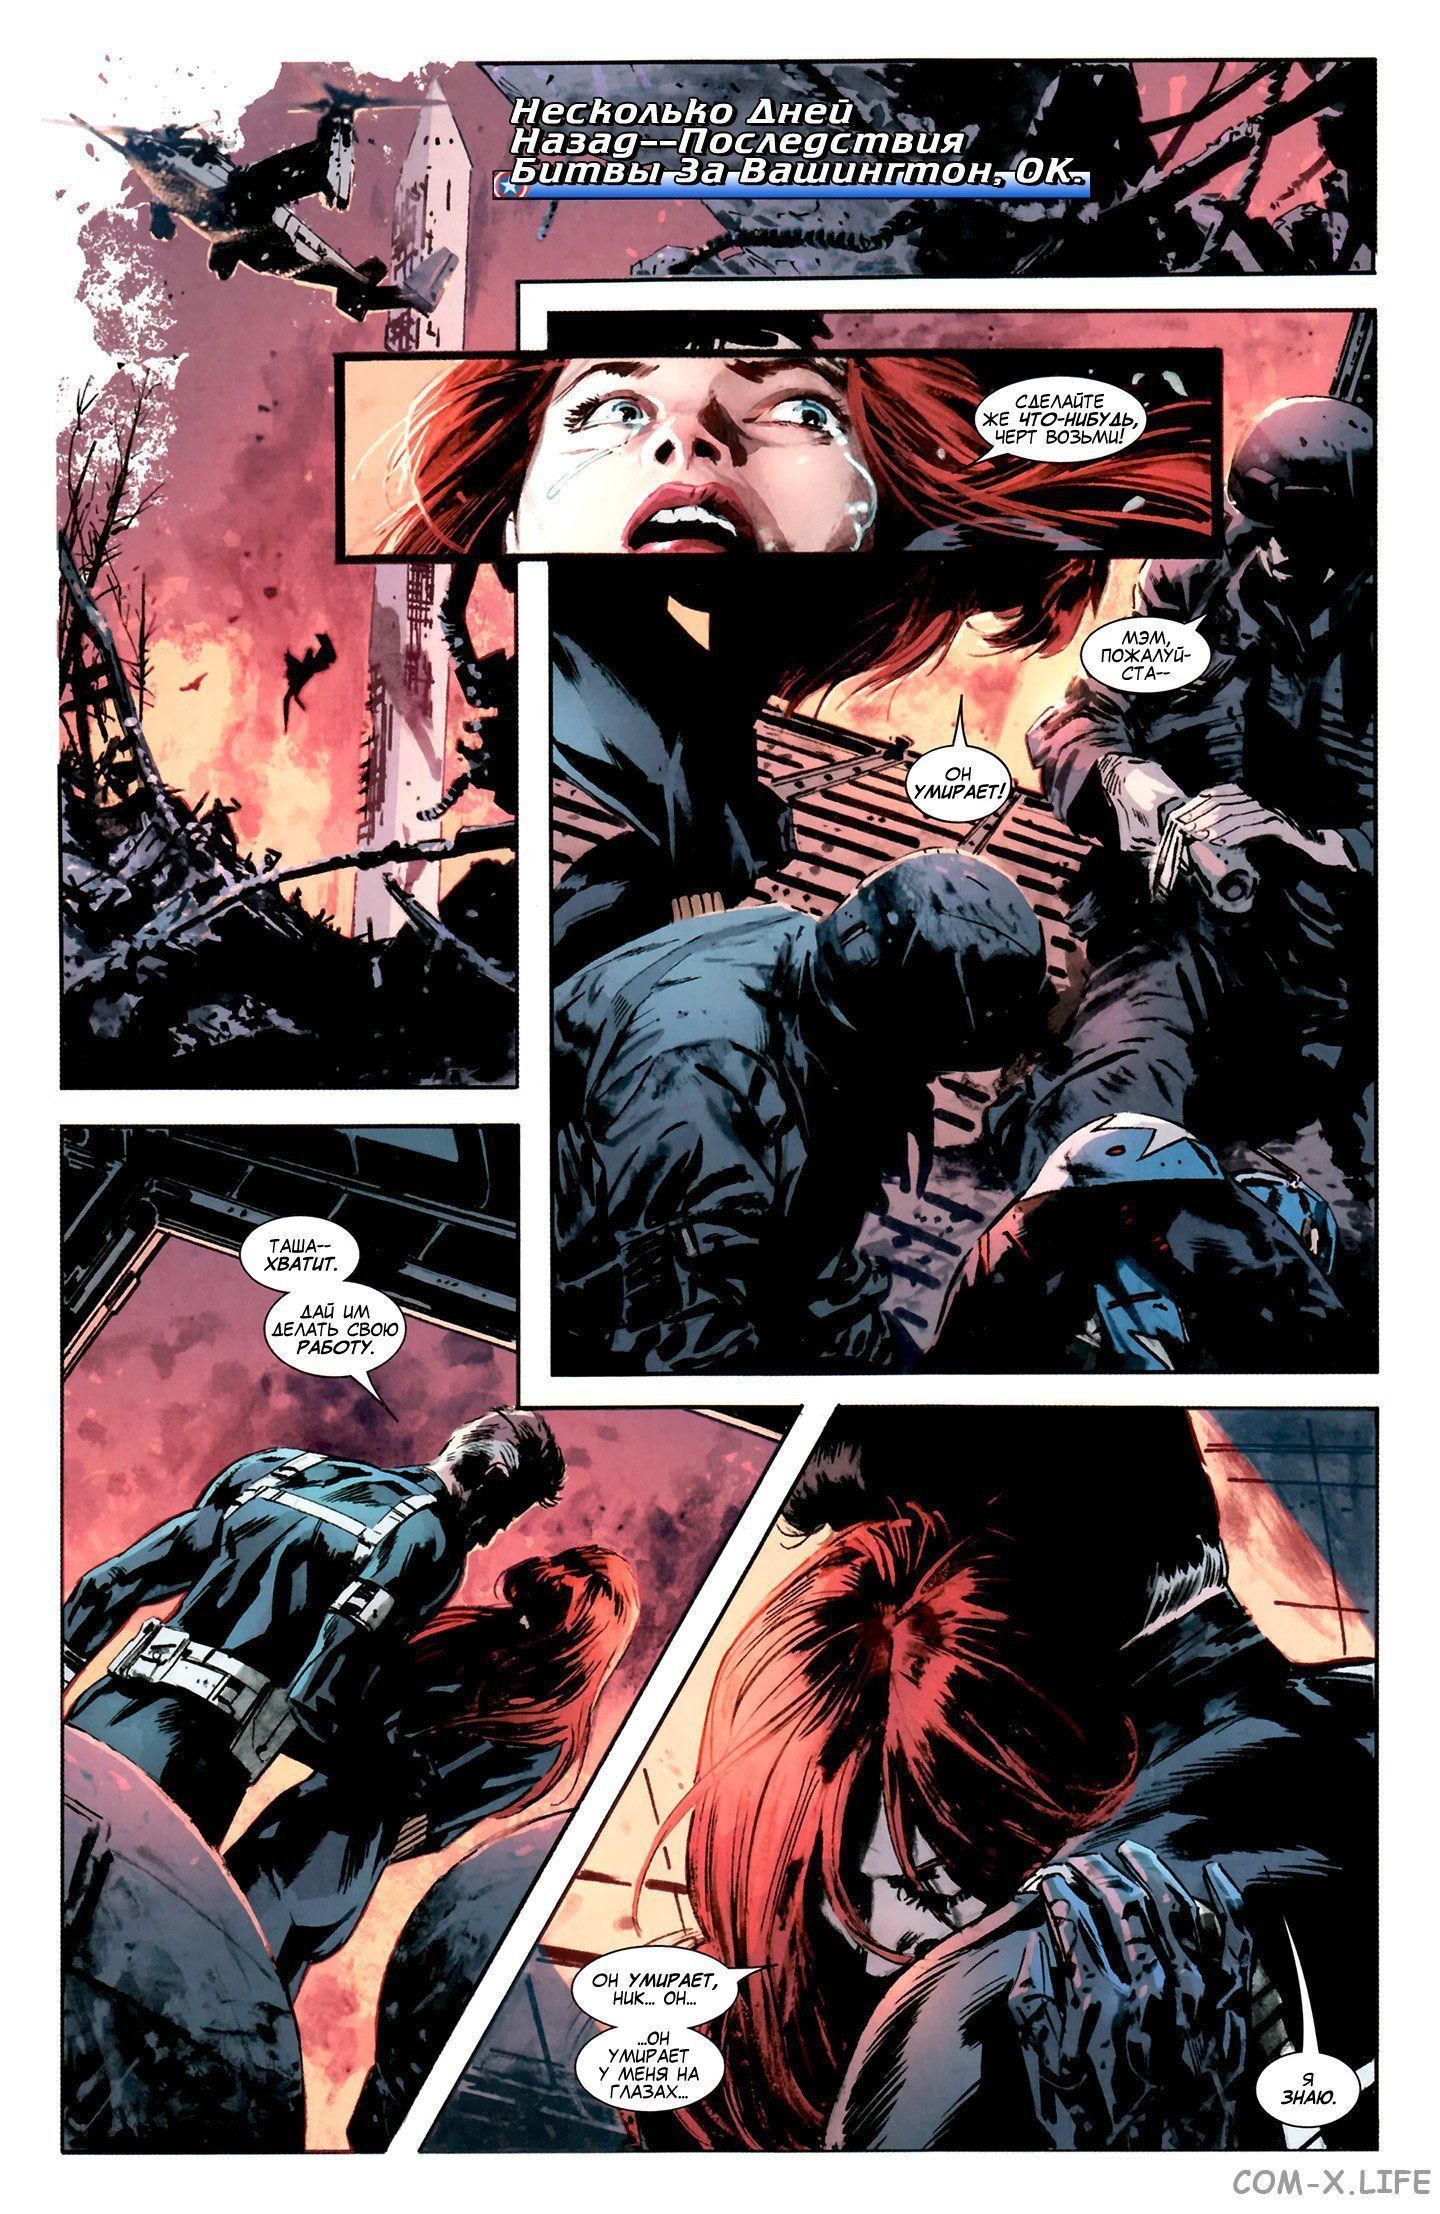 Несколько Дней
Назад--Последствия
Битвы За Вашингтон, ОК.
СДЕЛАЙТЕ
ЖЕ ЧТО-НИБУДЬ,
ЧЕРТ ВОЗЬМИ!
МЭМ,
ПОЖАЛУЙ-
СТА--
ОН
УМИРАЕТ!
ТАША--
ХВАТИТ.
ДАЙ ИМ
ДЕЛАТЬ СВОЮ
РАБОТУ.
ОН УМИРАЕТ,
НИК... ОН...
...ОН
УМИРАЕТ
У МЕНЯ НА
ГЛАЗАХ...
Я
ЗНАЮ.
COM-X.LIFE